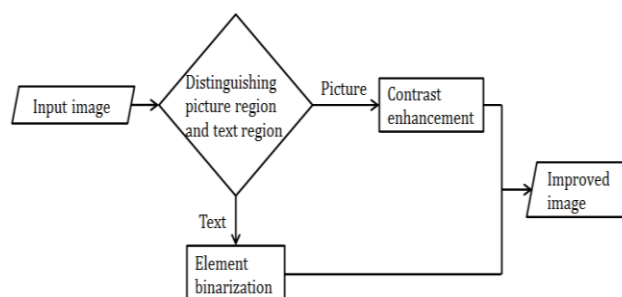 Input image
Distinguishing
picture region
and text region
Picture
Contrast
enhancement
Improved
image
Text
Element
binarization